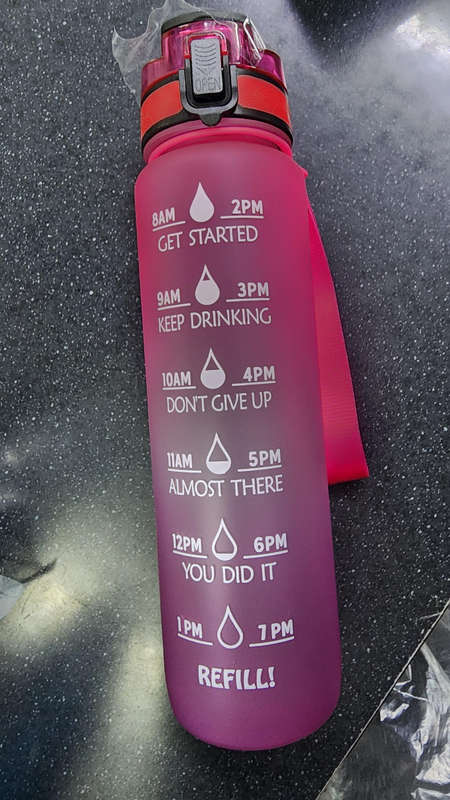 OPEN
8AM 2PM
GET STARTED
9AM 3PM
KEEP DRINKING
10AM 4PM
DON'T GIVE UP
11AM 5PM
ALMOST THERE
12PM 6PM
YOU DID IT
1PM 7PM
REFILL!